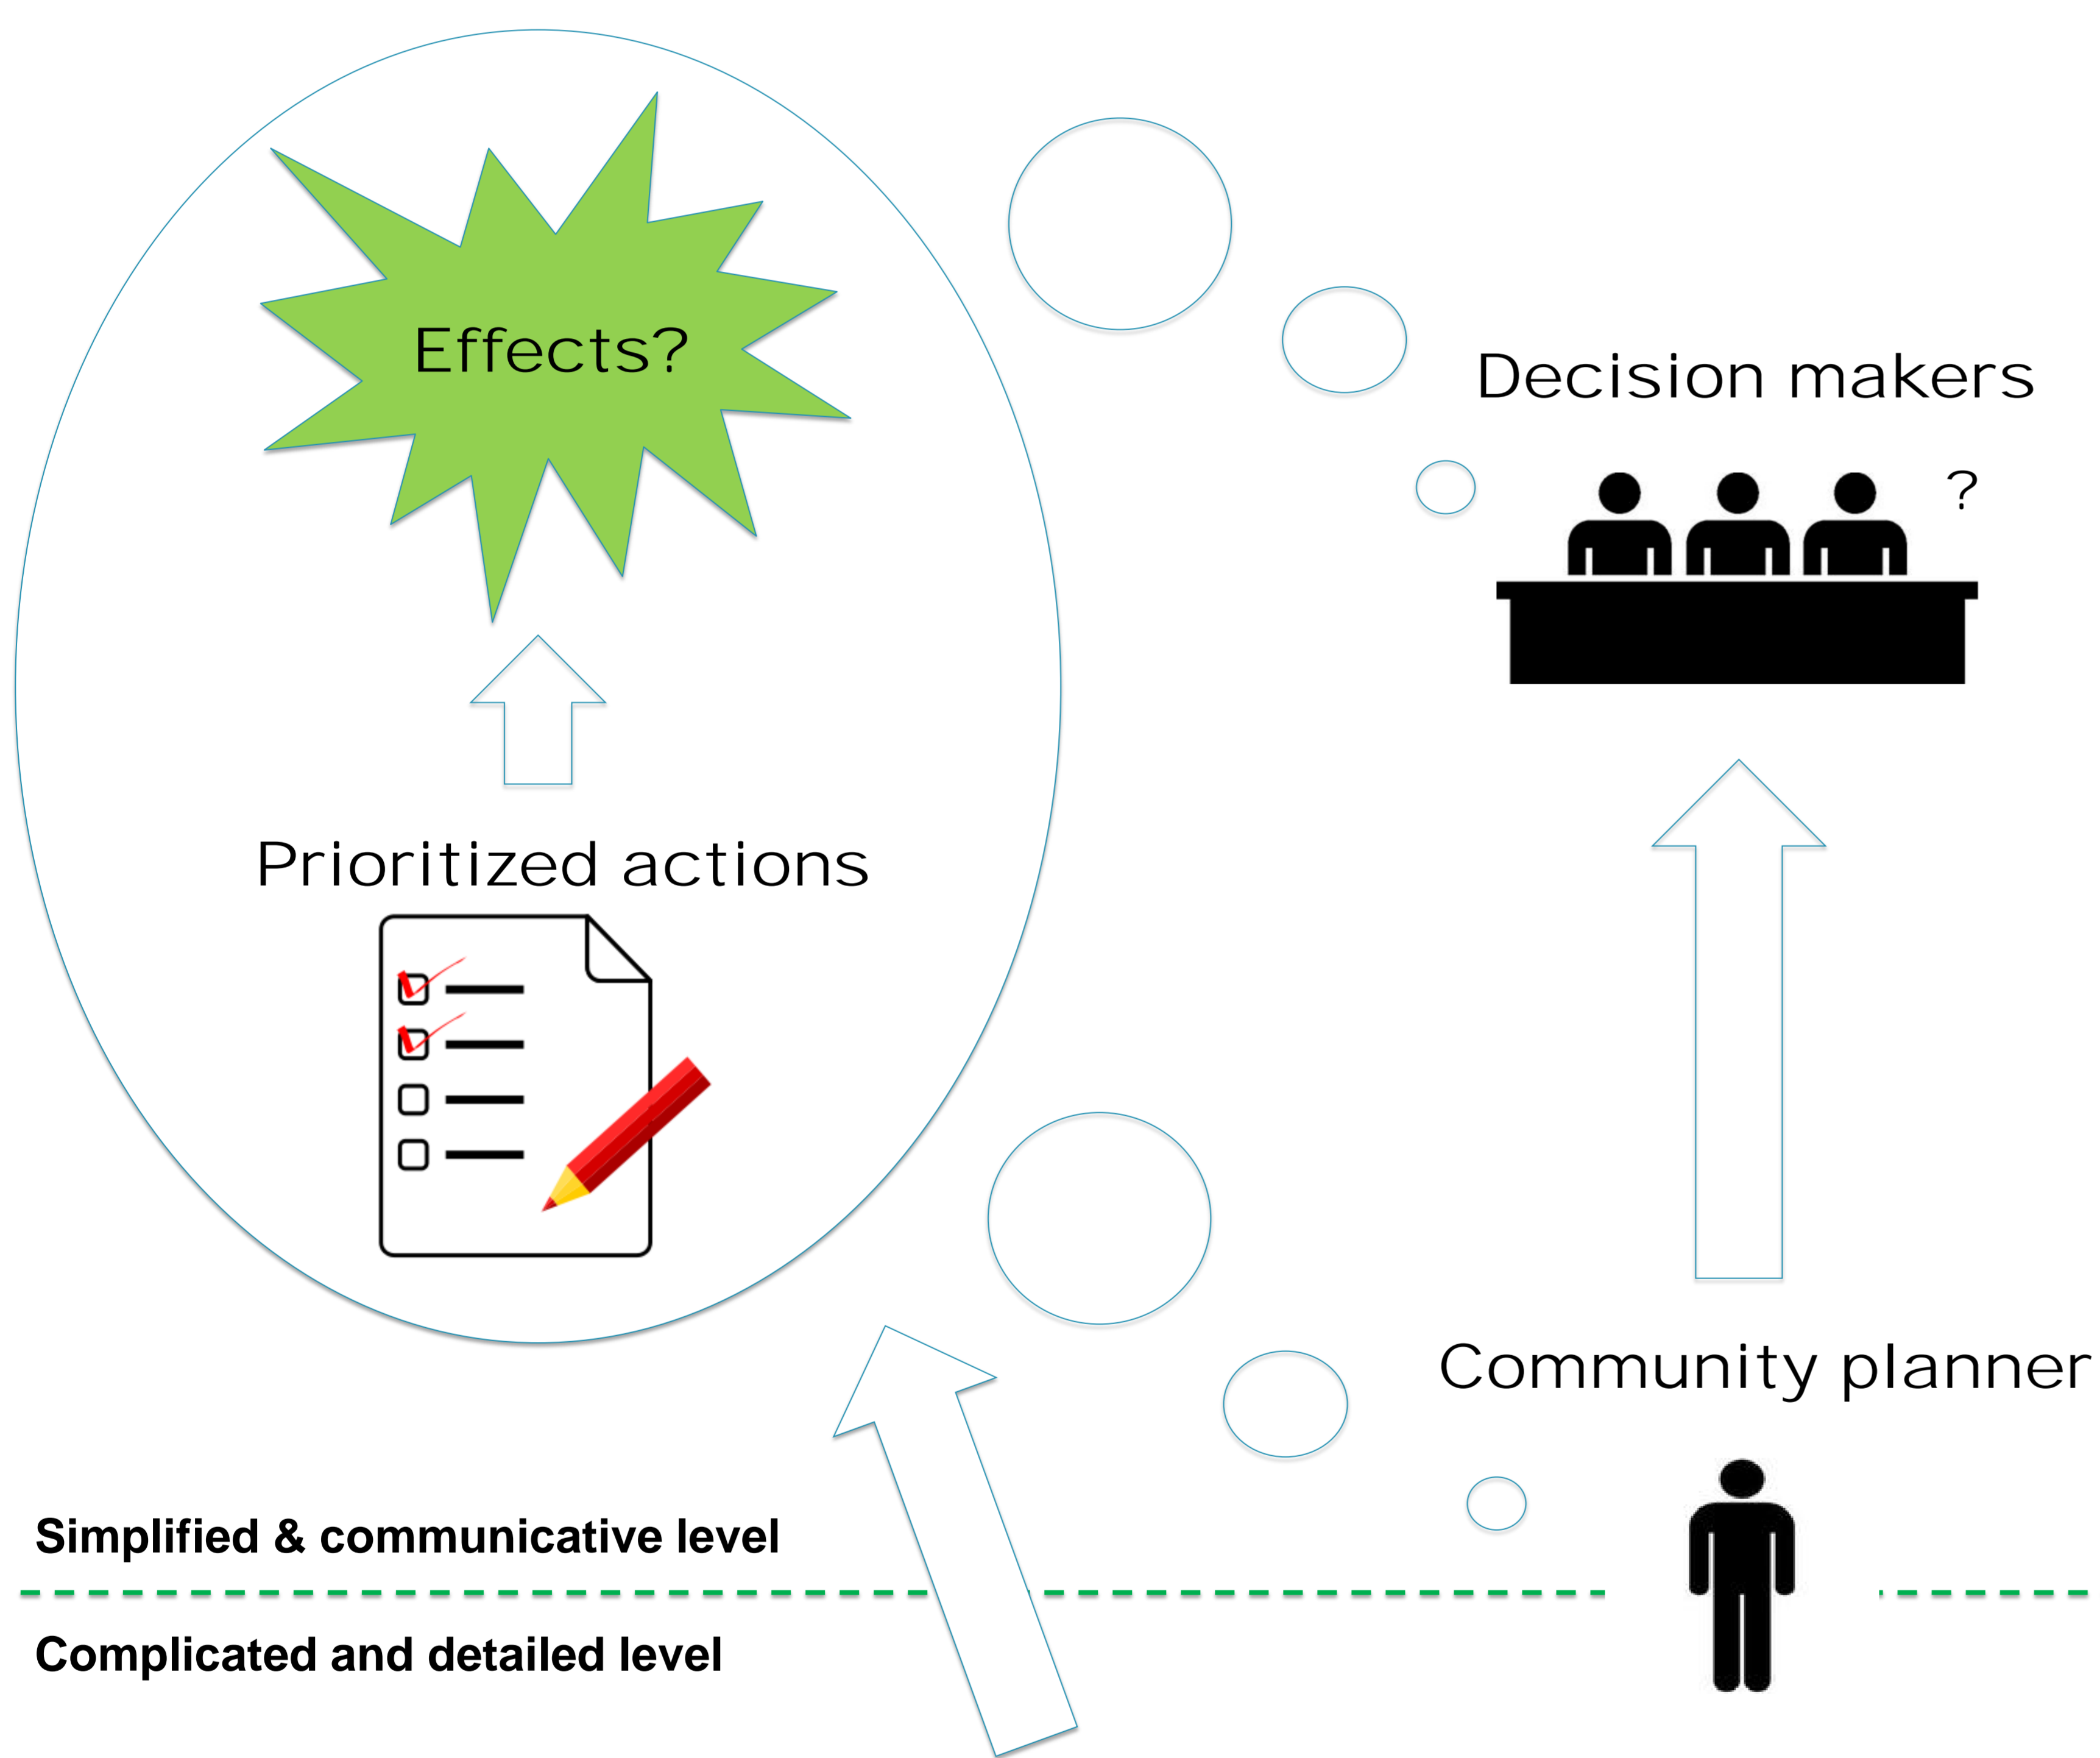 Effects?
Decision makers
?
Prioritized actions
Community planner
Simplified & communicative level
Complicated and detailed level